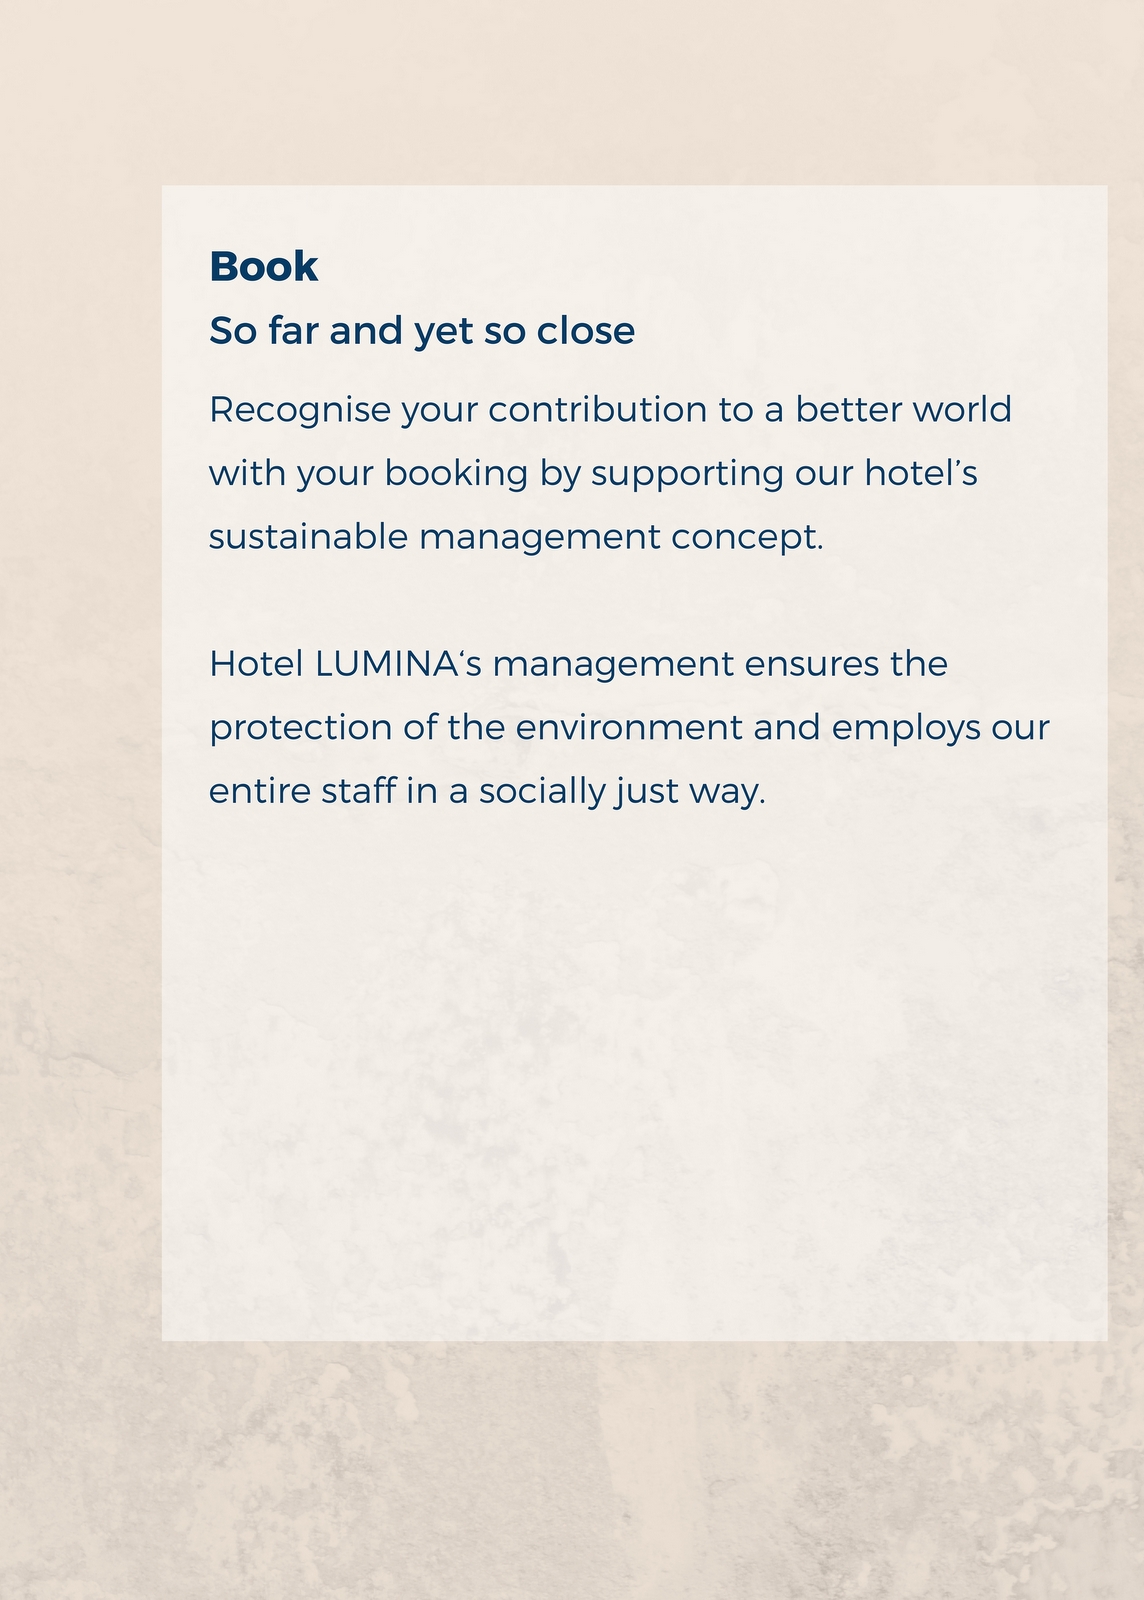 Book
So far and yet so close
Recognise your contribution to a better world
with your booking by supporting our hotel’s
sustainable management concept.
Hotel LUMINA‘s management ensures the
protection of the environment and employs our
entire staff in a socially just way.